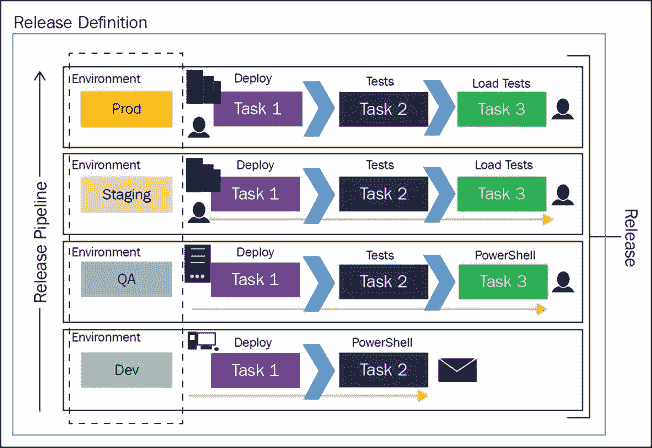 Release Definition
Environment
Deploy
Tests
Load Tests
Prod
Task 1
Task 2
Task 3
Environment
Deploy
Tests
Load Tests
Staging
Task 1
Task 2
Task 3
Environment
Deploy
Tests
PowerShell
QA
Task 1
Task 2
Task 3
Environment
Deploy
PowerShell
Dev
Task 1
Task 2
Release Pipeline
Release